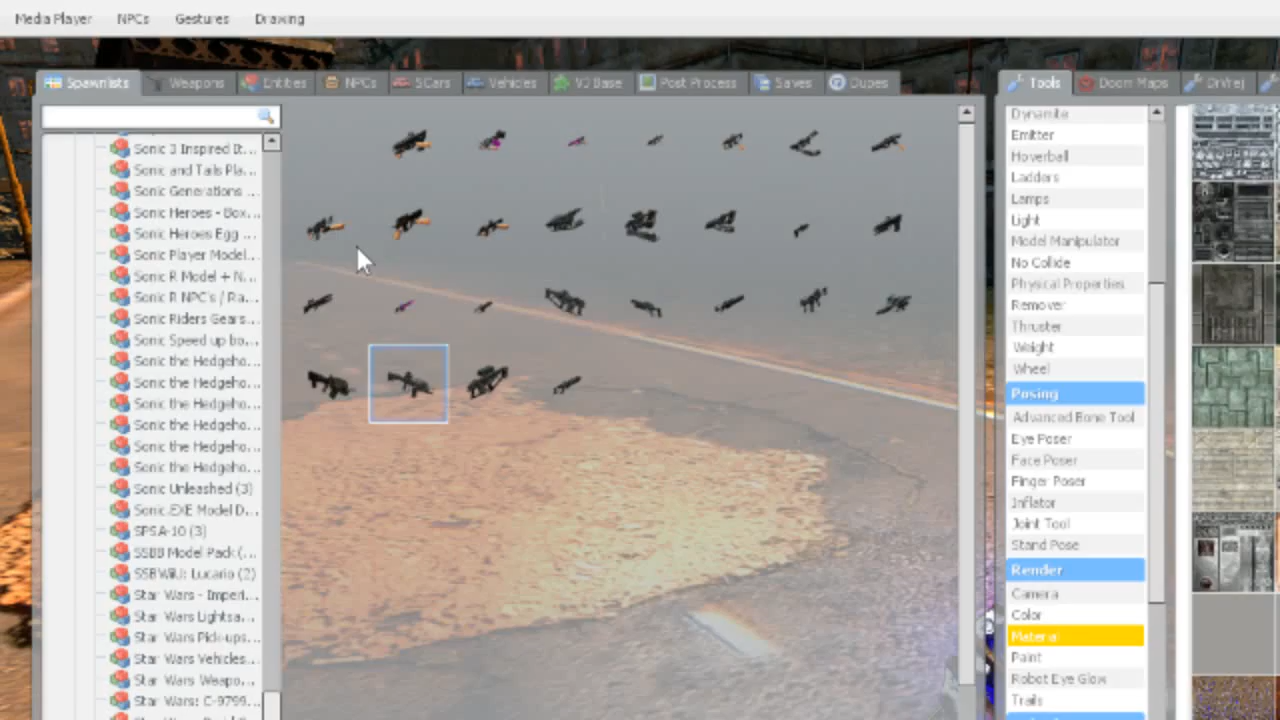 Media Player NPCs Gestures Drawing
Spawnlists Weapons Entities NPCs SCars Vehicles VJ Base Post Process Saves Dupes
Tools Doom Maps DrVrej
Sonic 3 Inspired It...
Sonic and Tails Pla...
Sonic Generations ...
Sonic Heroes - Box...
Sonic Heroes Egg ...
Sonic Player Model...
Sonic R Model + N...
Sonic R NPC's / Ra...
Sonic Riders Gears...
Sonic Speed up bo...
Sonic the Hedgeho...
Sonic the Hedgeho...
Sonic the Hedgeho...
Sonic the Hedgeho...
Sonic the Hedgeho...
Sonic the Hedgeho...
Sonic Unleashed (3)
Sonic.EXE Model D...
SPSA-10 (3)
SSBB Model Pack (...
SSBWiiU: Lucario (2)
Star Wars - Imperi...
Star Wars Lightsa...
Star Wars Pick-ups...
Star Wars Vehicles...
Star Wars Weapo...
Star Wars: C-9799...
Dynamite
Emitter
Hoverball
Ladders
Lamps
Light
Model Manipulator
No Collide
Physical Properties
Remover
Thruster
Weight
Wheel
Posing
Advanced Bone Tool
Eye Poser
Face Poser
Finger Poser
Inflator
Joint Tool
Stand Pose
Render
Camera
Color
Material
Paint
Robot Eye Glow
Trails